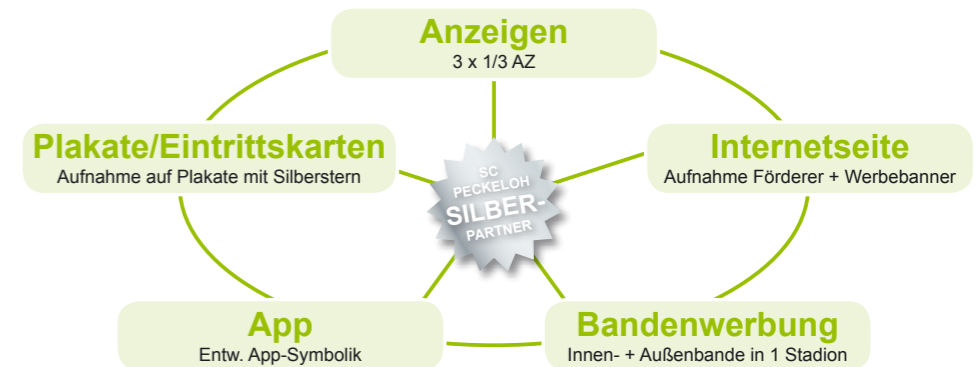 Anzeigen
3 x 1/3 AZ
Plakate/Eintrittskarten
Aufnahme auf Plakate mit Silberstern
Internetseite
Aufnahme Förderer + Werbebanner
SC
PECKELOH
SILBER-
PARTNER
App
Entw. App-Symbolik
Bandenwerbung
Innen- + Außenbande in 1 Stadion